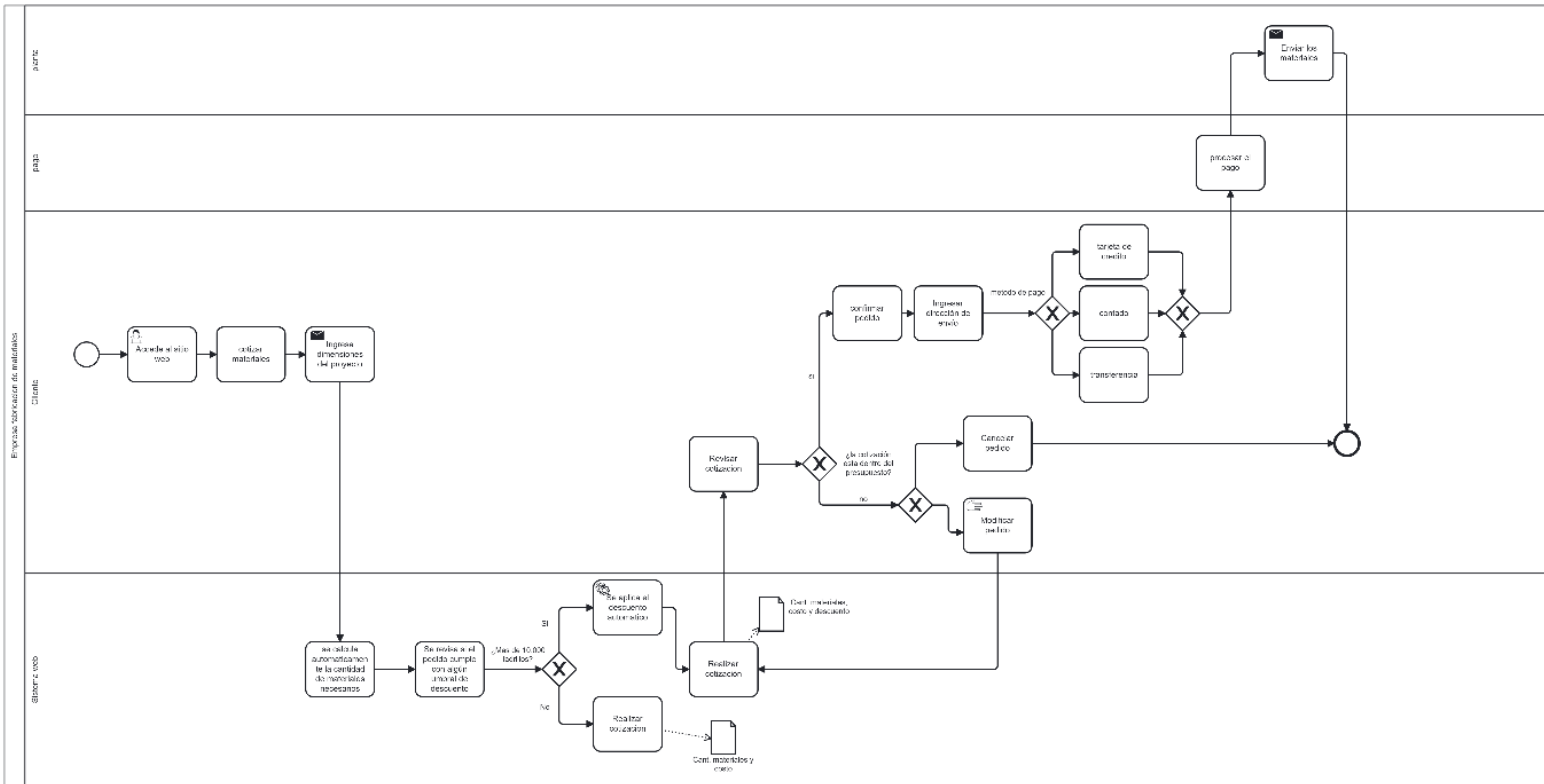 Empresa fabricacion de materiales
planta
Enviar los
materiales
pago
procesar el
pago
Cliente
Accede al sitio
web
cotizar
materiales
Ingresa
dimensiones
del proyecto
Revisar
cotizacion
¿la cotización
esta dentro del
presupuesto?
si
confirmar
pedido
Ingresar
dirección de
envío
metodo de pago
tarjeta de
credito
contado
transferencia
no
Cancelar
pedido
Modificar
pedido
Sistema web
se calcula
automaticamen
te la cantidad
de materiales
necesarios
Se revisa si el
pedido cumple
con algún
umbral de
descuento
¿Mas de 10.000
ladrillos?
Si
Se aplica el
descuento
automatico
Realizar
cotizacion
Cant. materiales,
costo y descuento
No
Realizar
cotizacion
Cant. materiales y
costo